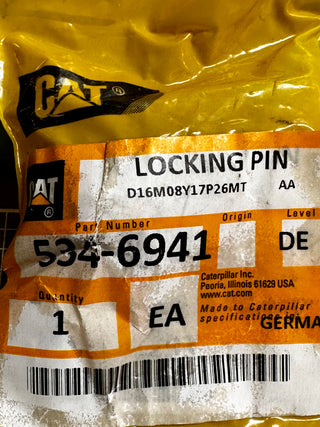 CAT
LOCKING PIN
D16M08Y17P26MT AA
CAT
®
Part Number Origin Level
534-6941 DE
Caterpillar Inc.
Peoria, Illinois 61629 USA
www.cat.com
Quantity
1 EA
Made to Caterpillar
specifications
GERMA